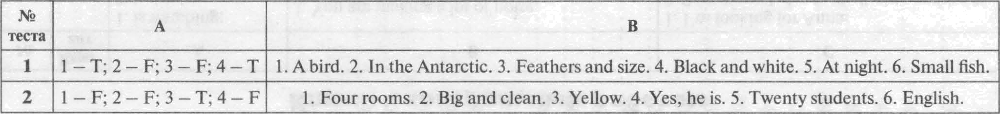 № теста A B
1 1 – T; 2 – F; 3 – F; 4 – T 1. A bird. 2. In the Antarctic. 3. Feathers and size. 4. Black and white. 5. At night. 6. Small fish.
2 1 – F; 2 – F; 3 – T; 4 – F 1. Four rooms. 2. Big and clean. 3. Yellow. 4. Yes, he is. 5. Twenty students. 6. English.